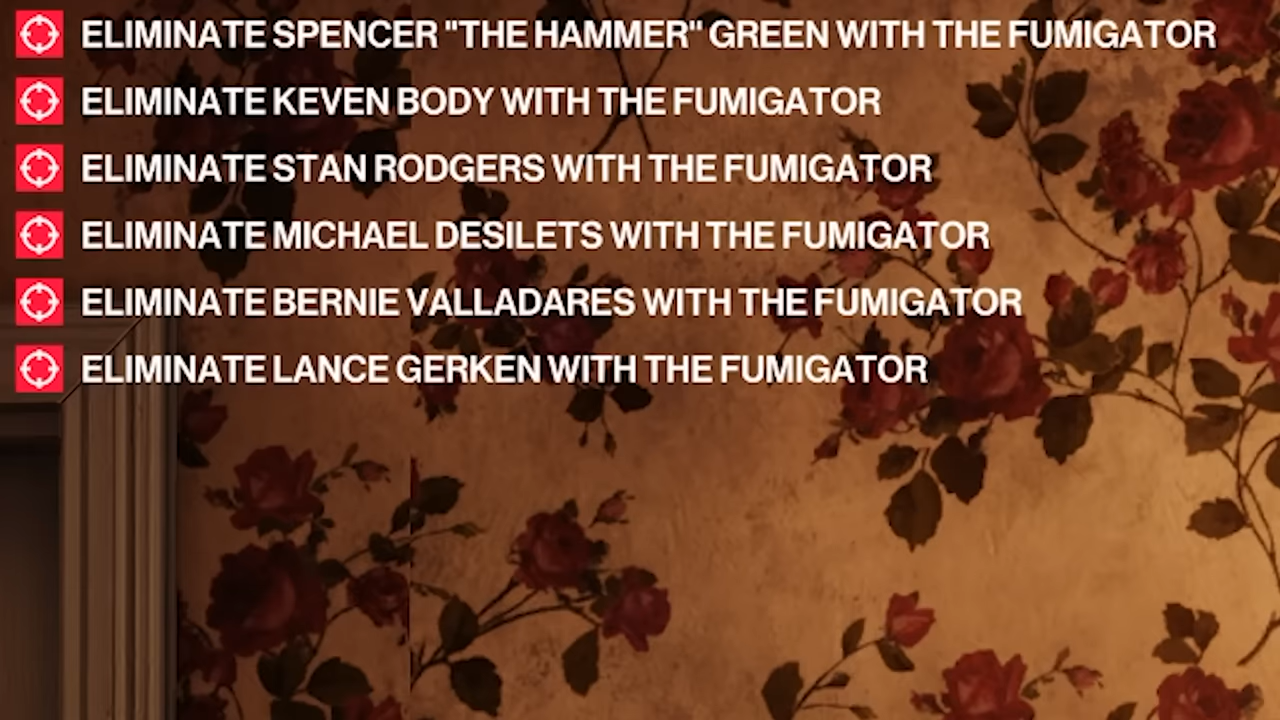 ELIMINATE SPENCER "THE HAMMER" GREEN WITH THE FUMIGATOR
ELIMINATE KEVEN BODY WITH THE FUMIGATOR
ELIMINATE STAN RODGERS WITH THE FUMIGATOR
ELIMINATE MICHAEL DESILETS WITH THE FUMIGATOR
ELIMINATE BERNIE VALLADARES WITH THE FUMIGATOR
ELIMINATE LANCE GERKEN WITH THE FUMIGATOR